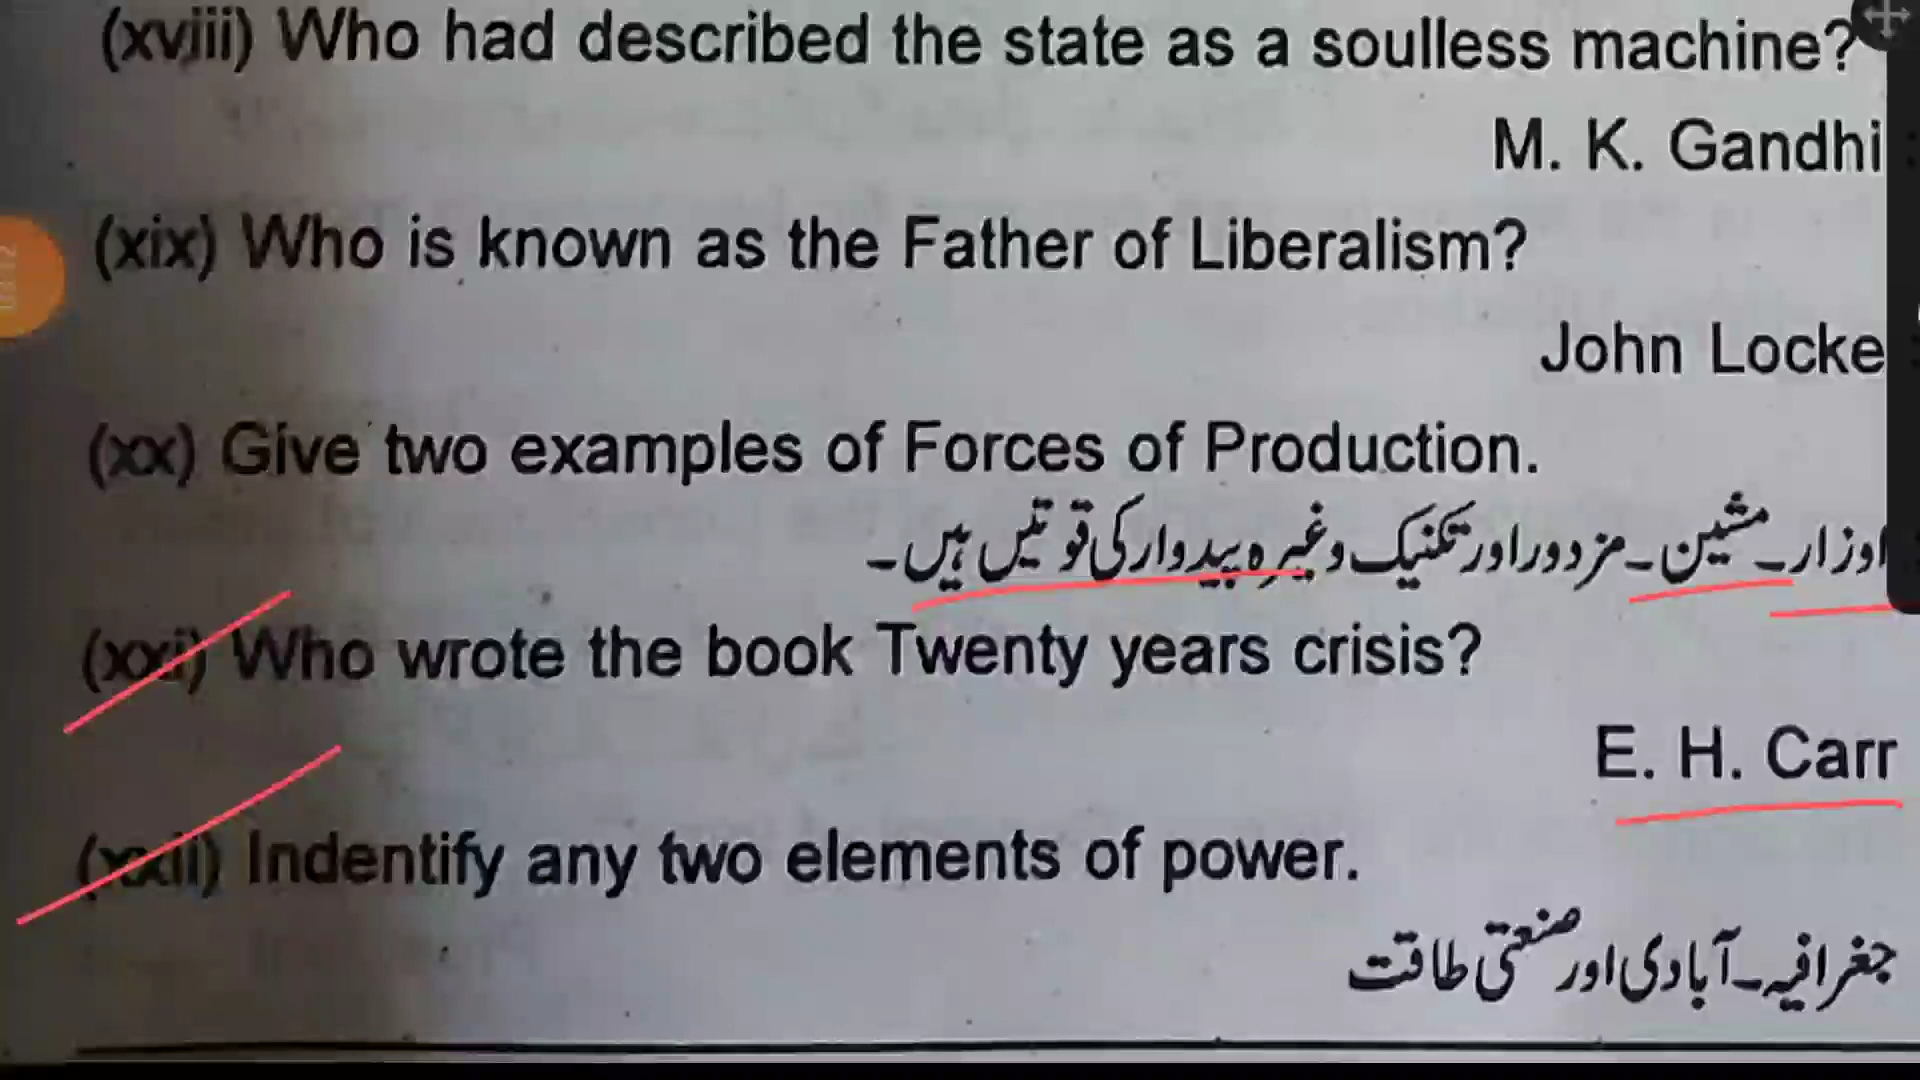 (xviii) Who had described the state as a soulless machine?
M. K. Gandhi
(xix) Who is known as the Father of Liberalism?
John Locke
(xx) Give two examples of Forces of Production.
اوزار۔ مشین۔ مزدور اور تکنیک وغیرہ پیدوار کی قوتیں ہیں۔
(xxi) Who wrote the book Twenty years crisis?
E. H. Carr
(xxii) Indentify any two elements of power.
جغرافیہ۔ آبادی اور صنعتی طاقت